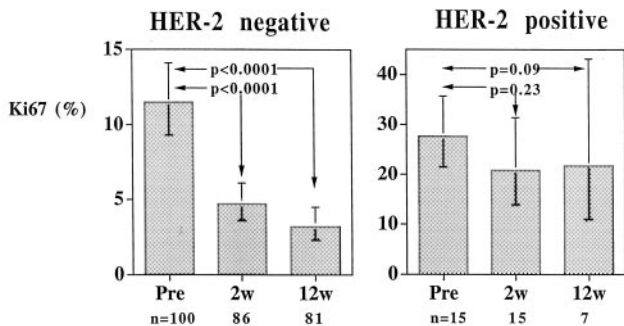 HER-2 negative
15
10
5
0
Ki67 (%)
p<0.0001
p<0.0001
Pre 2w 12w
n=100 86 81
HER-2 positive
40
30
20
10
0
p=0.09
p=0.23
Pre 2w 12w
n=15 15 7